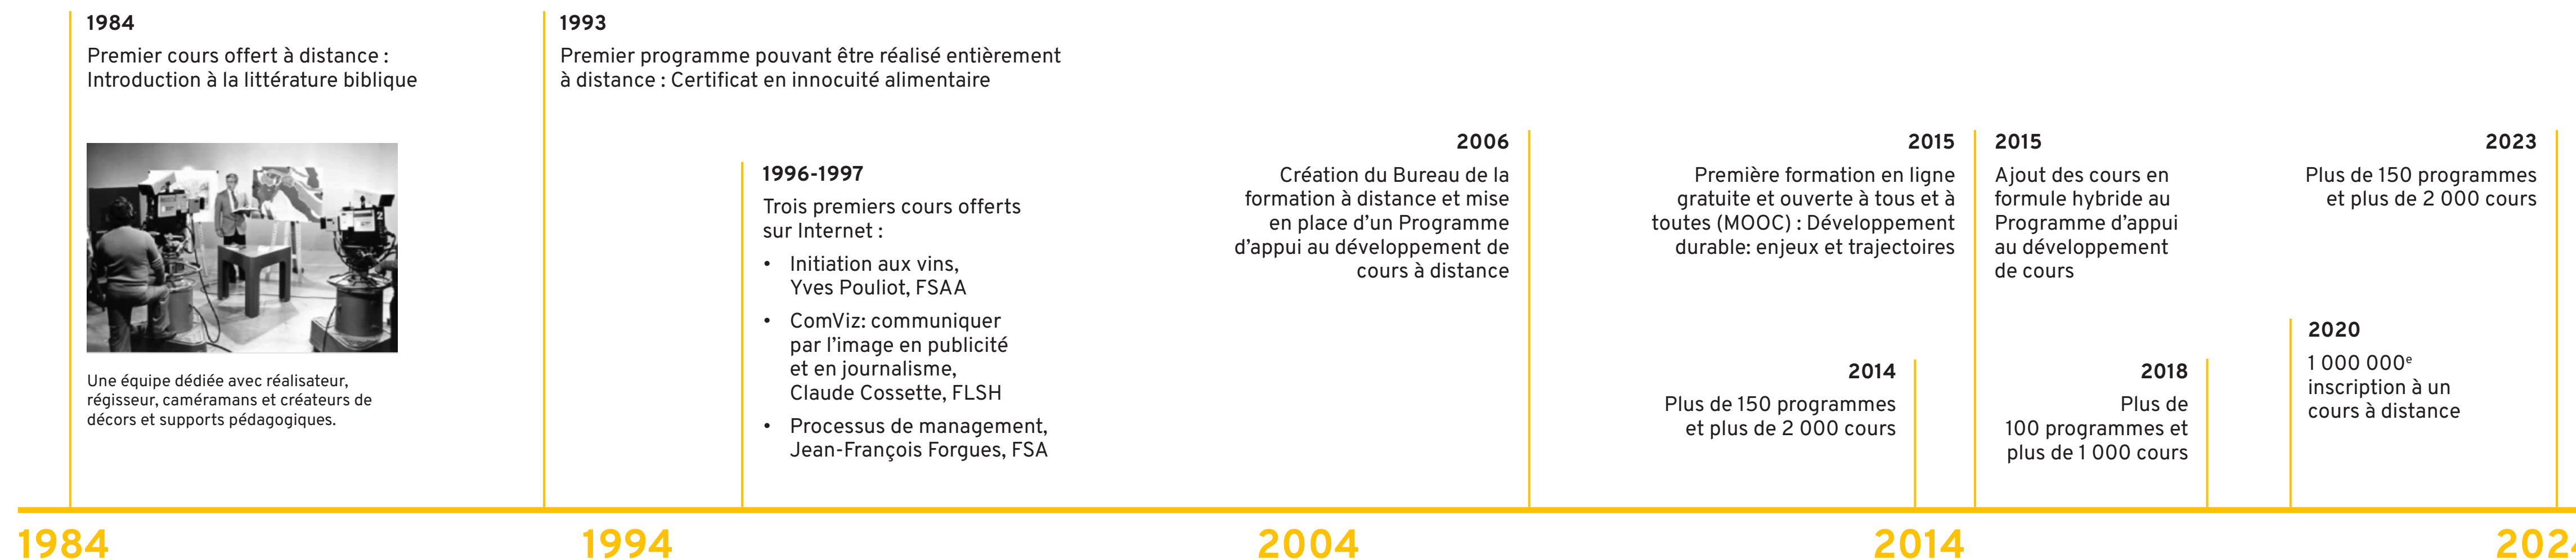 1984
Premier cours offert à distance :
Introduction à la littérature biblique
Une équipe dédiée avec réalisateur,
régisseur, caméramans et créateurs de
décors et supports pédagogiques.
1993
Premier programme pouvant être réalisé entièrement
à distance : Certificat en innocuité alimentaire
1996-1997
Trois premiers cours offerts
sur Internet :
• Initiation aux vins,
Yves Pouliot, FSAA
• ComViz: communiquer
par l’image en publicité
et en journalisme,
Claude Cossette, FLSH
• Processus de management,
Jean-François Forgues, FSA
2006
Création du Bureau de la
formation à distance et mise
en place d’un Programme
d’appui au développement de
cours à distance
2014
Plus de 150 programmes
et plus de 2 000 cours
2015
Première formation en ligne
gratuite et ouverte à tous et à
toutes (MOOC) : Développement
durable: enjeux et trajectoires
2015
Ajout des cours en
formule hybride au
Programme d’appui
au développement
de cours
2018
Plus de
100 programmes et
plus de 1 000 cours
2020
1 000 000e
inscription à un
cours à distance
2023
Plus de 150 programmes
et plus de 2 000 cours
1984 1994 2004 2014